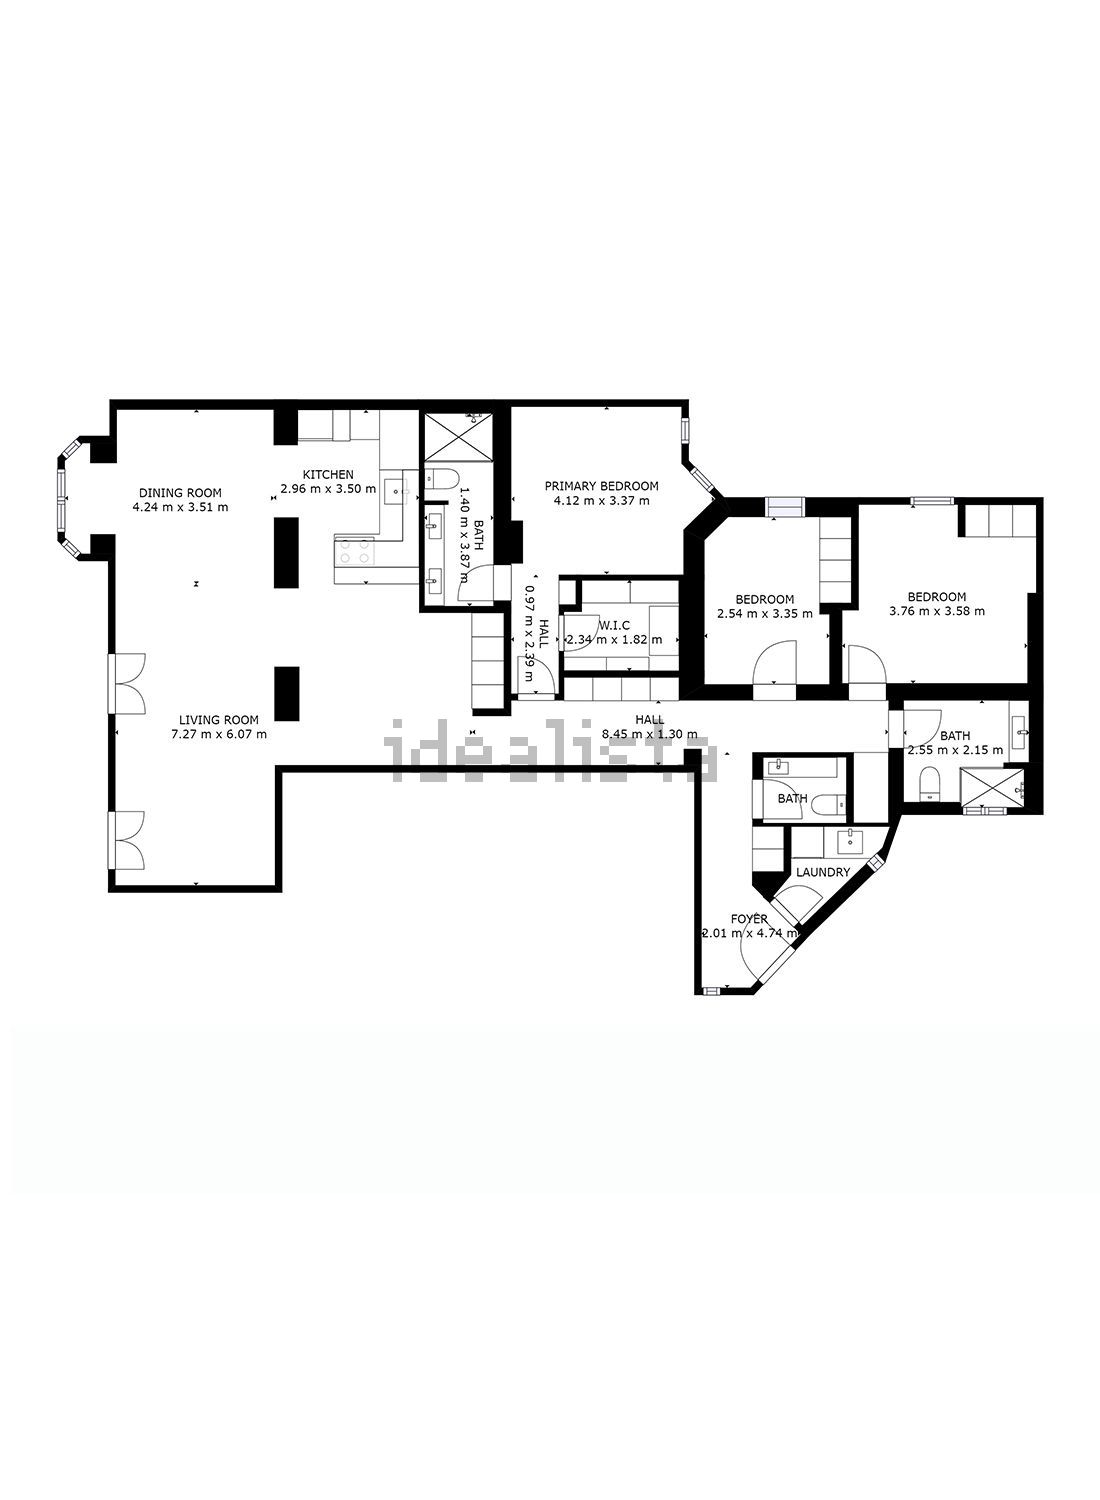 DINING ROOM
4.24 m x 3.51 m
KITCHEN
2.96 m x 3.50 m
BATH
1.40 m x 3.87 m
PRIMARY BEDROOM
4.12 m x 3.37 m
HALL
0.97 m x 2.39 m
W.I.C
2.34 m x 1.82 m
BEDROOM
2.54 m x 3.35 m
BEDROOM
3.76 m x 3.58 m
LIVING ROOM
7.27 m x 6.07 m
HALL
8.45 m x 1.30 m
idealista
BATH
2.55 m x 2.15 m
BATH
LAUNDRY
FOYER
2.01 m x 4.74 m